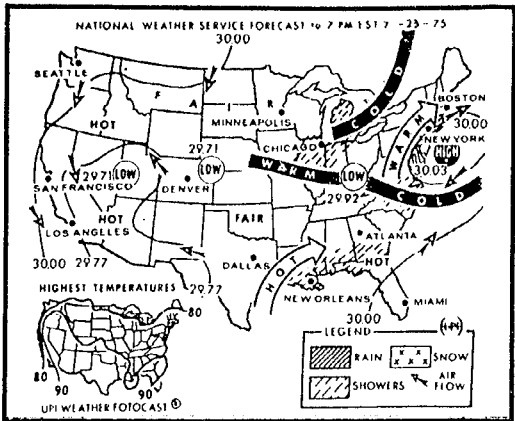 NATIONAL WEATHER SERVICE FORECAST to 7 PM EST 7-23-75
30.00
SEATTLE
COLD
F A I R
MINNEAPOLIS
BOSTON
HOT
WARM
30.00
NEW YORK
CHICAGO
HIGH
29.71
29.71
30.03
LOW
LOW
WARM
LOW
SAN FRANCISCO
DENVER
29.92
COLD
HOT
FAIR
LOS ANGELES
ATLANTA
HOT
DALLAS
HOT
30.00
29.77
HIGHEST TEMPERATURES
29.77
NEW ORLEANS
MIAMI
80
30.00
LEGEND
UPI
RAIN
SNOW
80
SHOWERS
AIR FLOW
90
90
UPI WEATHER FOTOCAST